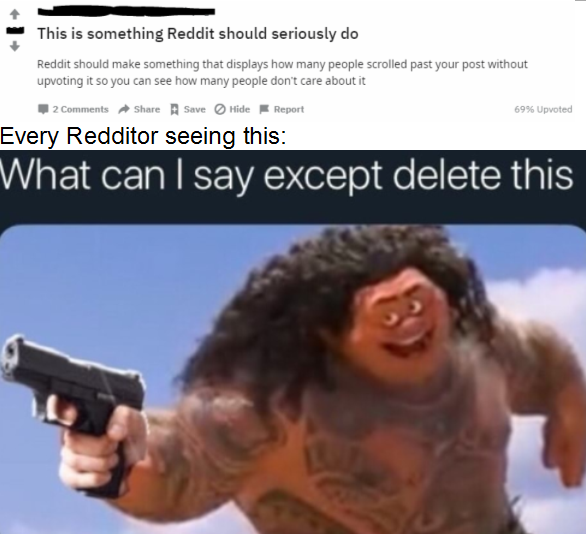 This is something Reddit should seriously do
Reddit should make something that displays how many people scrolled past your post without
upvoting it so you can see how many people don't care about it
2 Comments Share Save Hide Report 69% Upvoted
Every Redditor seeing this:
What can I say except delete this